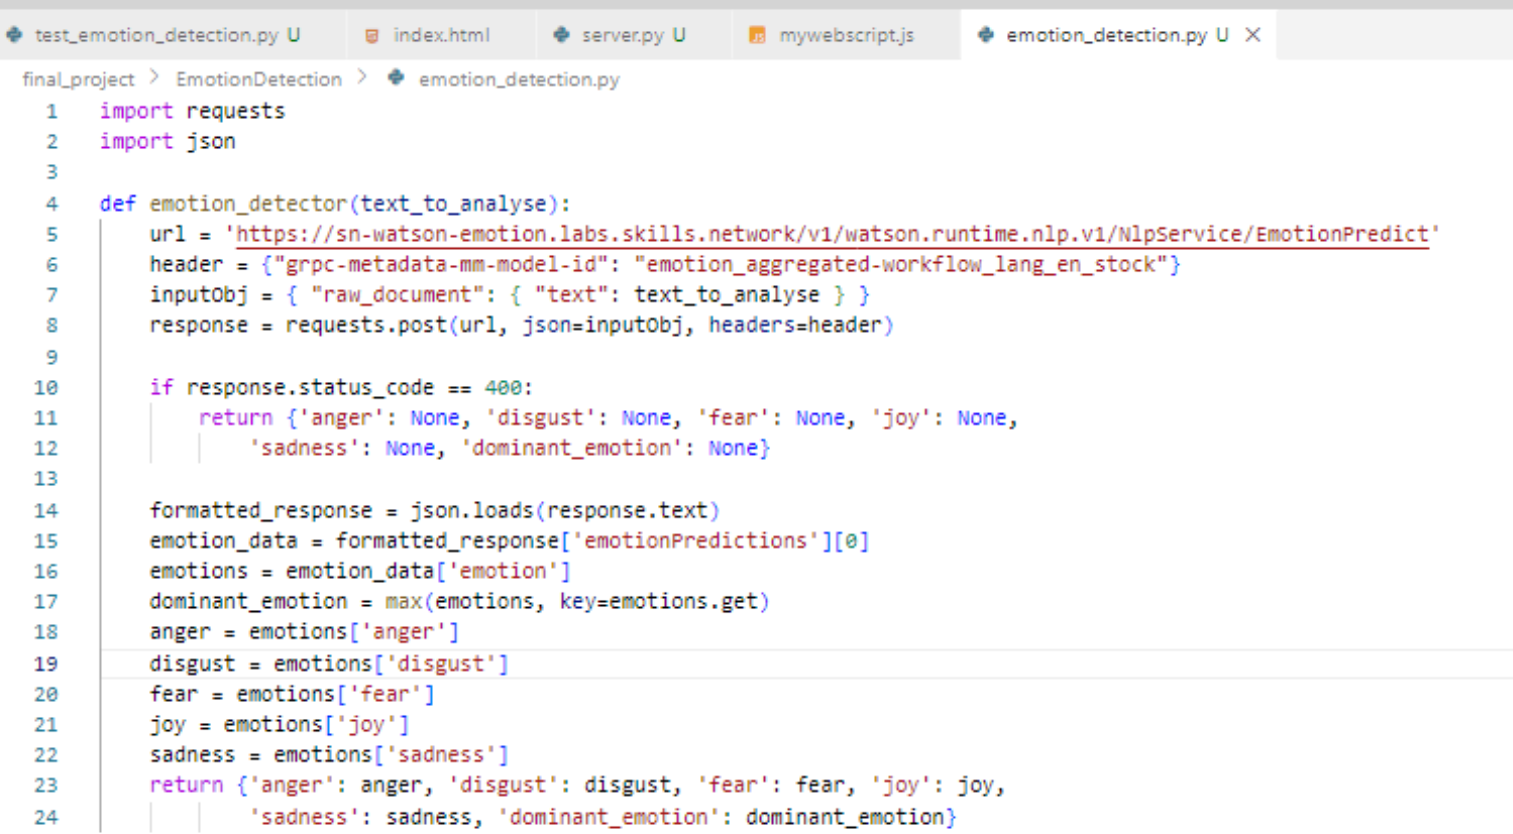 test_emotion_detection.py U index.html server.py U JS mywebscript.js emotion_detection.py U ×
final_project > EmotionDetection > emotion_detection.py
1 import requests
2 import json
3
4 def emotion_detector(text_to_analyse):
5     url = 'https://sn-watson-emotion.labs.skills.network/v1/watson.runtime.nlp.v1/NlpService/EmotionPredict'
6     header = {"grpc-metadata-mm-model-id": "emotion_aggregated-workflow_lang_en_stock"}
7     inputObj = { "raw_document": { "text": text_to_analyse } }
8     response = requests.post(url, json=inputObj, headers=header)
9
10     if response.status_code == 400:
11         return {'anger': None, 'disgust': None, 'fear': None, 'joy': None,
12             'sadness': None, 'dominant_emotion': None}
13
14     formatted_response = json.loads(response.text)
15     emotion_data = formatted_response['emotionPredictions'][0]
16     emotions = emotion_data['emotion']
17     dominant_emotion = max(emotions, key=emotions.get)
18     anger = emotions['anger']
19     disgust = emotions['disgust']
20     fear = emotions['fear']
21     joy = emotions['joy']
22     sadness = emotions['sadness']
23     return {'anger': anger, 'disgust': disgust, 'fear': fear, 'joy': joy,
24             'sadness': sadness, 'dominant_emotion': dominant_emotion}